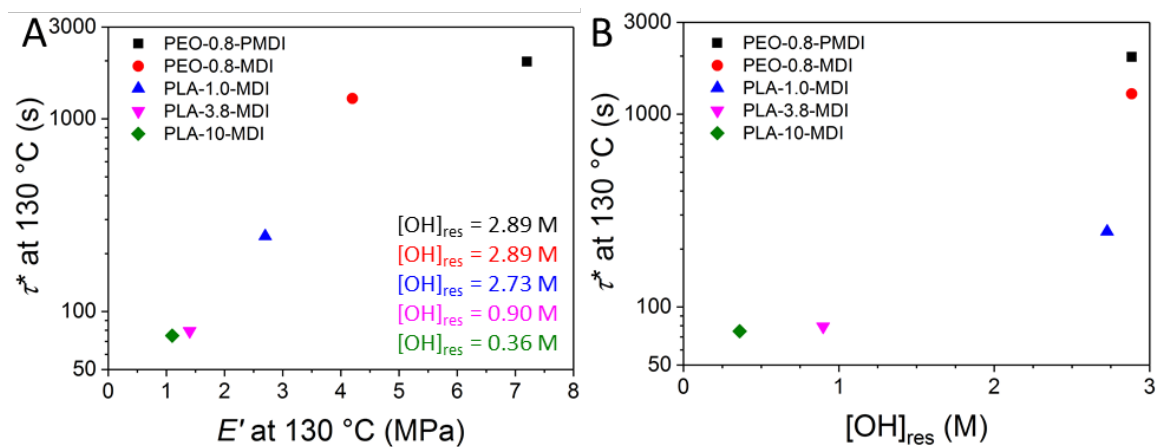 A
PEO-0.8-PMDI
PEO-0.8-MDI
PLA-1.0-MDI
PLA-3.8-MDI
PLA-10-MDI
[OH]res = 2.89 M
[OH]res = 2.89 M
[OH]res = 2.73 M
[OH]res = 0.90 M
[OH]res = 0.36 M
3000
1000
100
50
τ* at 130 °C (s)
0 1 2 3 4 5 6 7 8
E' at 130 °C (MPa)
B
PEO-0.8-PMDI
PEO-0.8-MDI
PLA-1.0-MDI
PLA-3.8-MDI
PLA-10-MDI
3000
1000
100
50
τ* at 130 °C (s)
0 1 2 3
[OH]res (M)